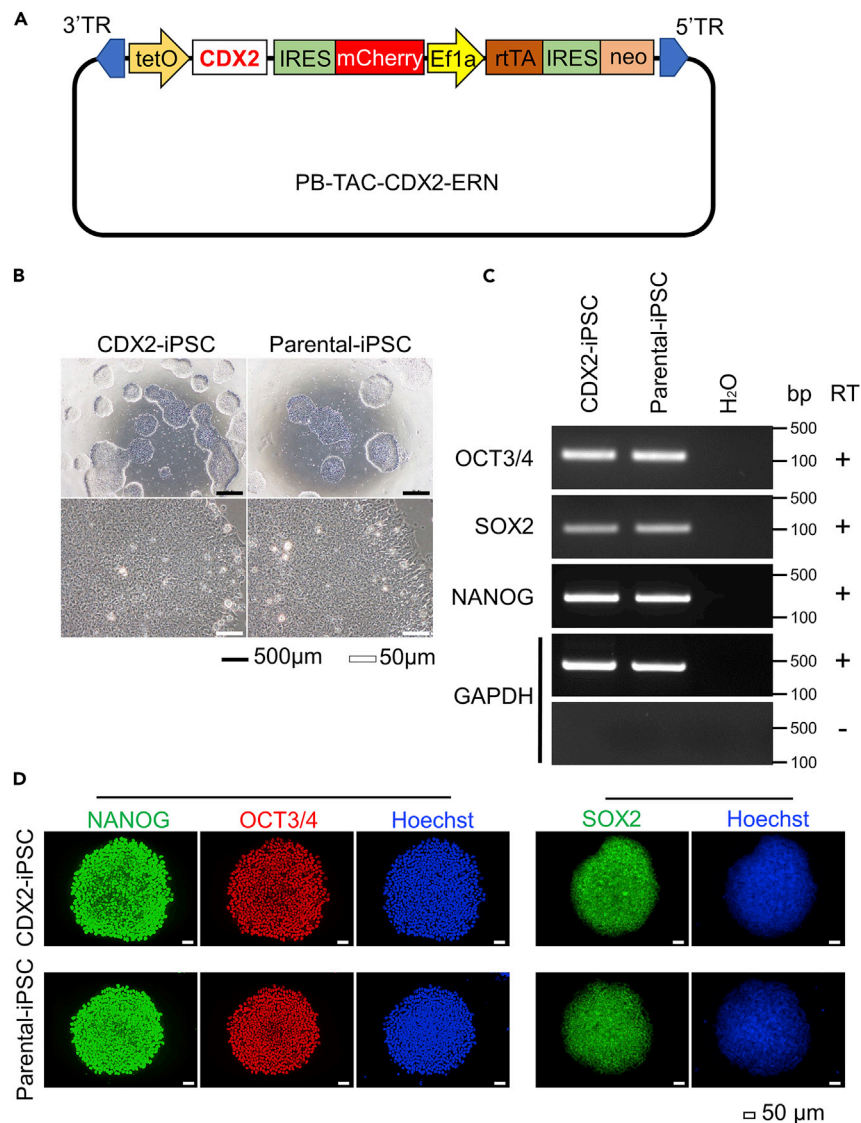 A
3’TR
5’TR
tetO CDX2 IRES mCherry Ef1a rtTA IRES neo
PB-TAC-CDX2-ERN
B
CDX2-iPSC Parental-iPSC
500µm 50µm
C
CDX2-iPSC Parental-iPSC H₂O bp RT
OCT3/4 500 100 +
SOX2 500 100 +
NANOG 500 100 +
GAPDH 500 100 +
500 100 -
D
NANOG OCT3/4 Hoechst SOX2 Hoechst
CDX2-iPSC
Parental-iPSC
50 µm